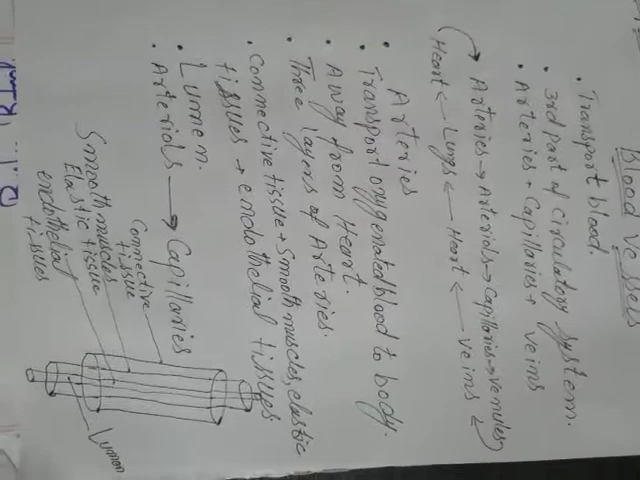 Blood Vessels
• Transport blood.
• 3rd part of circulatory system.
• Arteries + Capillaries + veins
Arteries → Arteriols → Capillaries → venules
Heart ← Lungs ← Heart ← veins
Arteries
• Transport oxygenated blood to body.
• Away from Heart.
• Three layers of Arteries.
• Connective tissue + Smooth muscles, elastic
tissues + endothelial tissues
• Lumen.
• Arteriols → Capillaries
Connective
tissue
Smooth muscles
Elastic tissue
endothelial
tissues
Lumen